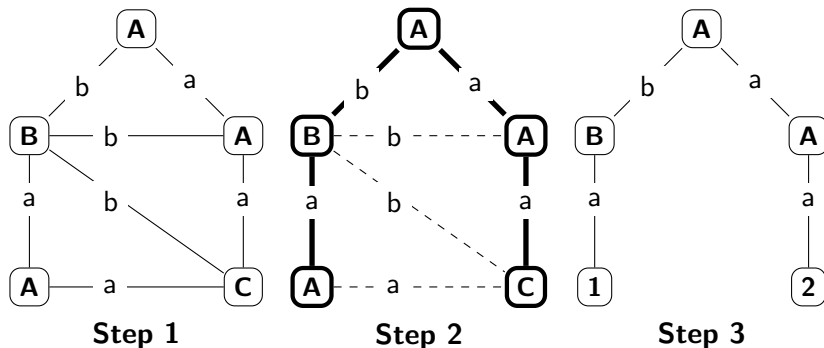 A A A
b a b a b a
B b A B b A B A
a b a a b a a a
A a C A a C 1 2
Step 1 Step 2 Step 3